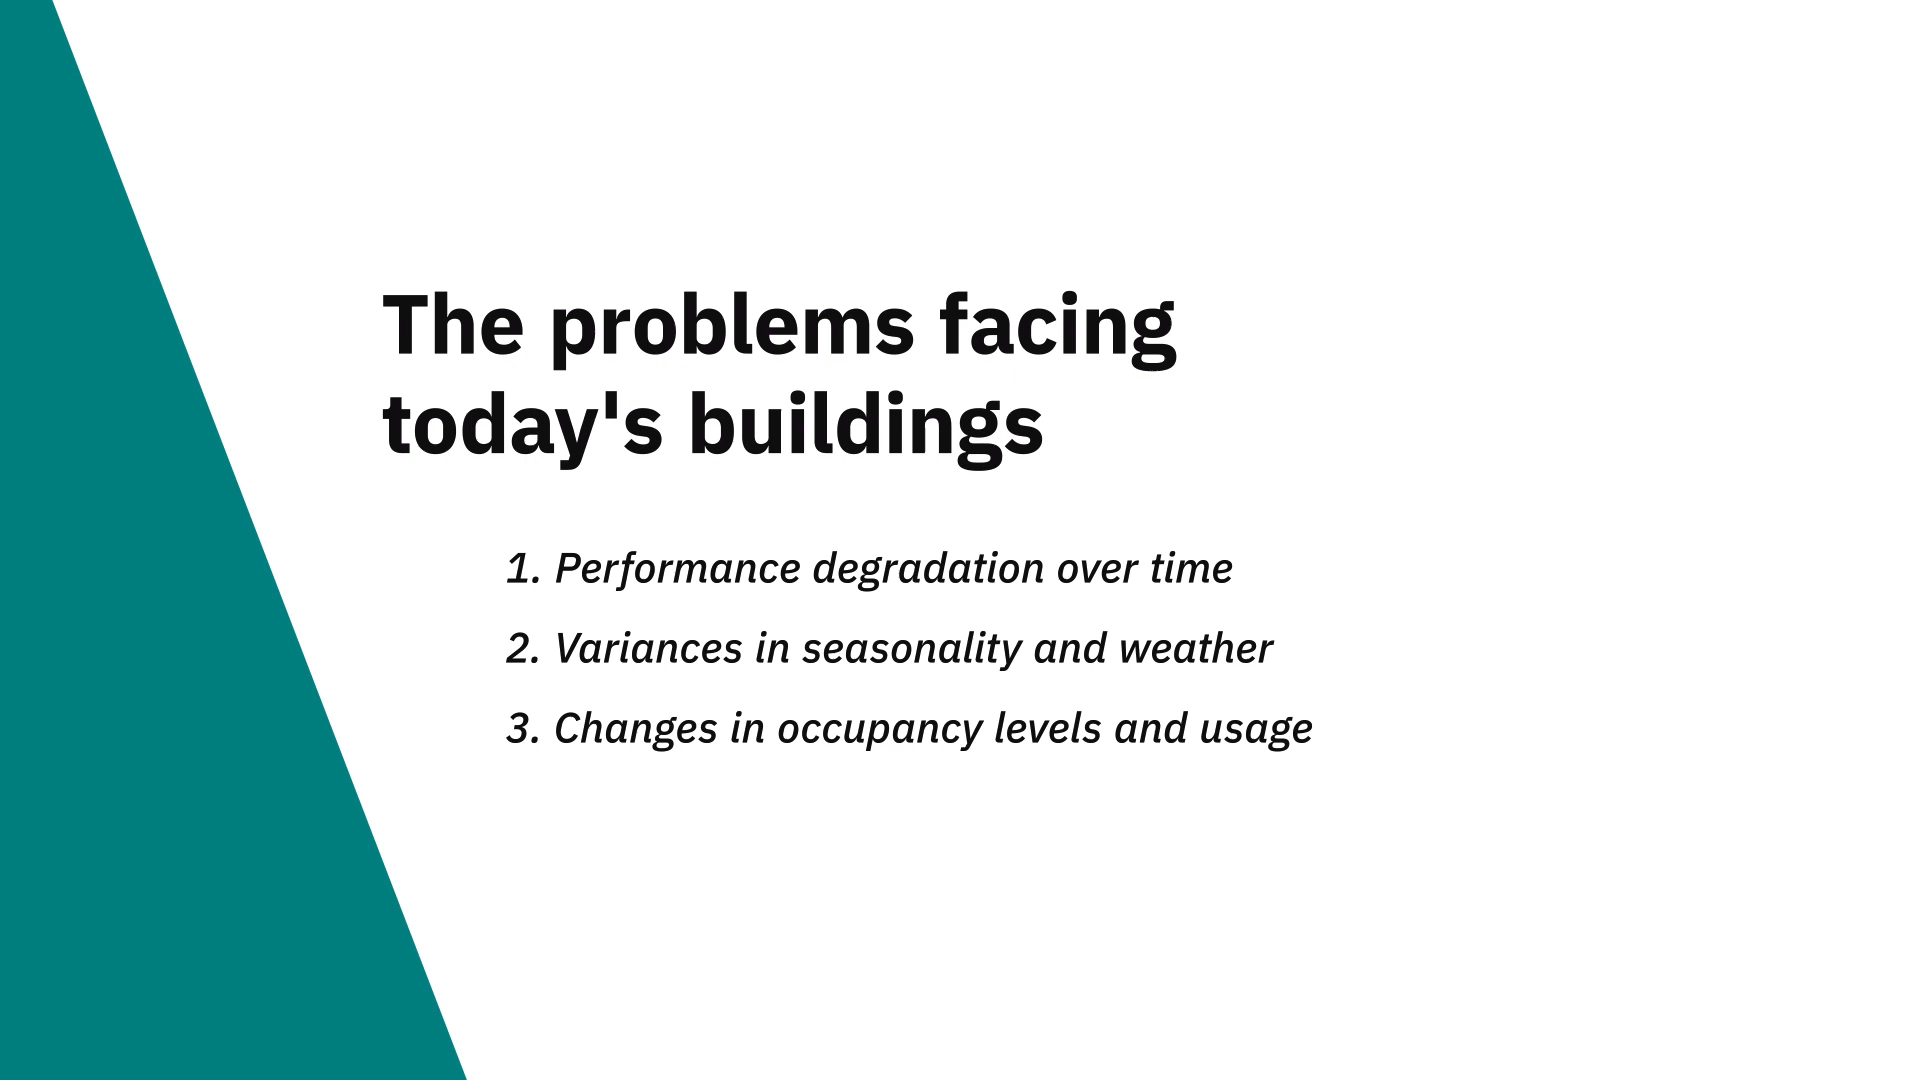 The problems facing
today's buildings
1. Performance degradation over time
2. Variances in seasonality and weather
3. Changes in occupancy levels and usage